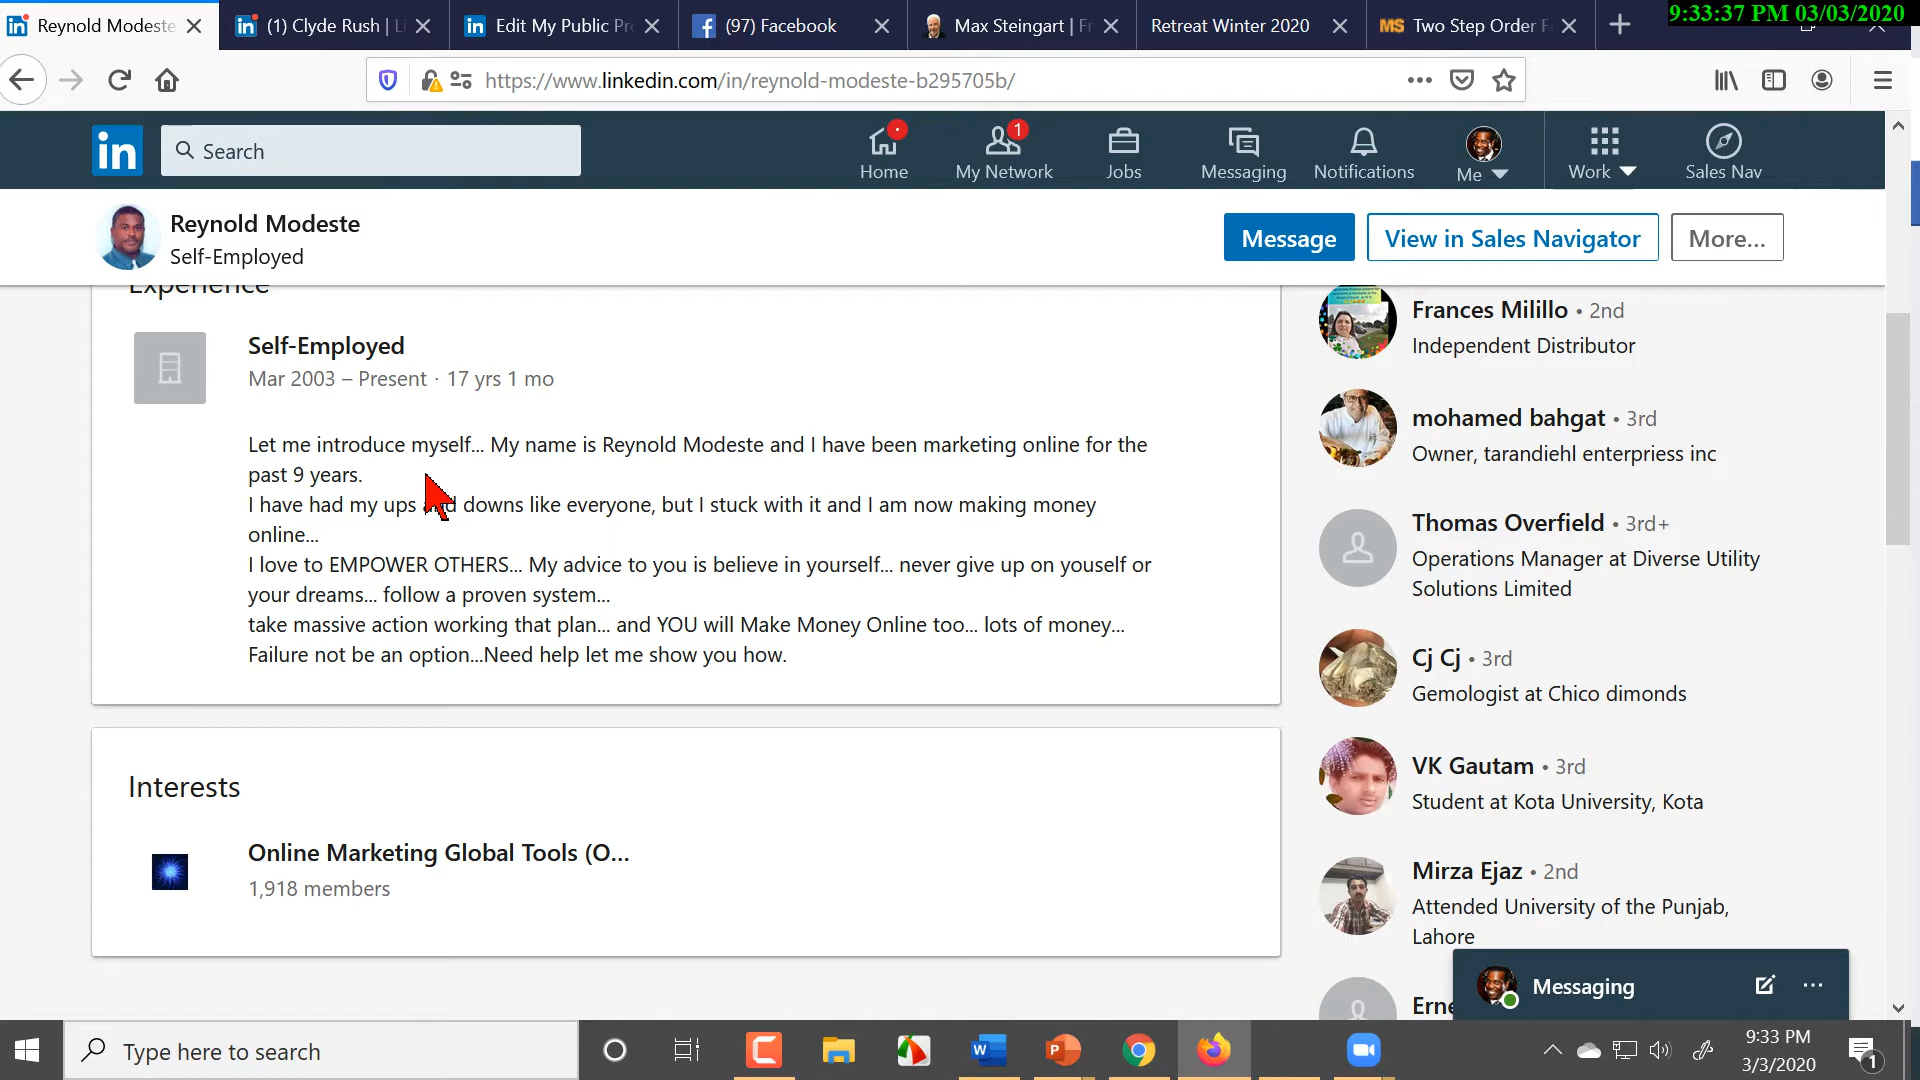 9:33:37 PM 03/03/2020
Reynold Modeste
(1) Clyde Rush | Li
Edit My Public Pro
(97) Facebook
Max Steingart | Fr
Retreat Winter 2020
MS Two Step Order F
https://www.linkedin.com/in/reynold-modeste-b295705b/
in
Search
Home
1
My Network
Jobs
Messaging
Notifications
Me
Work
Sales Nav
Reynold Modeste
Self-Employed
Message
View in Sales Navigator
More...
Experience
Self-Employed
Mar 2003 – Present · 17 yrs 1 mo
Let me introduce myself... My name is Reynold Modeste and I have been marketing online for the
past 9 years.
I have had my ups and downs like everyone, but I stuck with it and I am now making money
online...
I love to EMPOWER OTHERS... My advice to you is believe in yourself... never give up on youself or
your dreams... follow a proven system...
take massive action working that plan... and YOU will Make Money Online too... lots of money...
Failure not be an option...Need help let me show you how.
Interests
Online Marketing Global Tools (O...
1,918 members
Frances Milillo • 2nd
Independent Distributor
mohamed bahgat • 3rd
Owner, tarandiehl enterpriess inc
Thomas Overfield • 3rd+
Operations Manager at Diverse Utility
Solutions Limited
Cj Cj • 3rd
Gemologist at Chico dimonds
VK Gautam • 3rd
Student at Kota University, Kota
Mirza Ejaz • 2nd
Attended University of the Punjab,
Lahore
Erne
Messaging
Type here to search
9:33 PM
3/3/2020
1